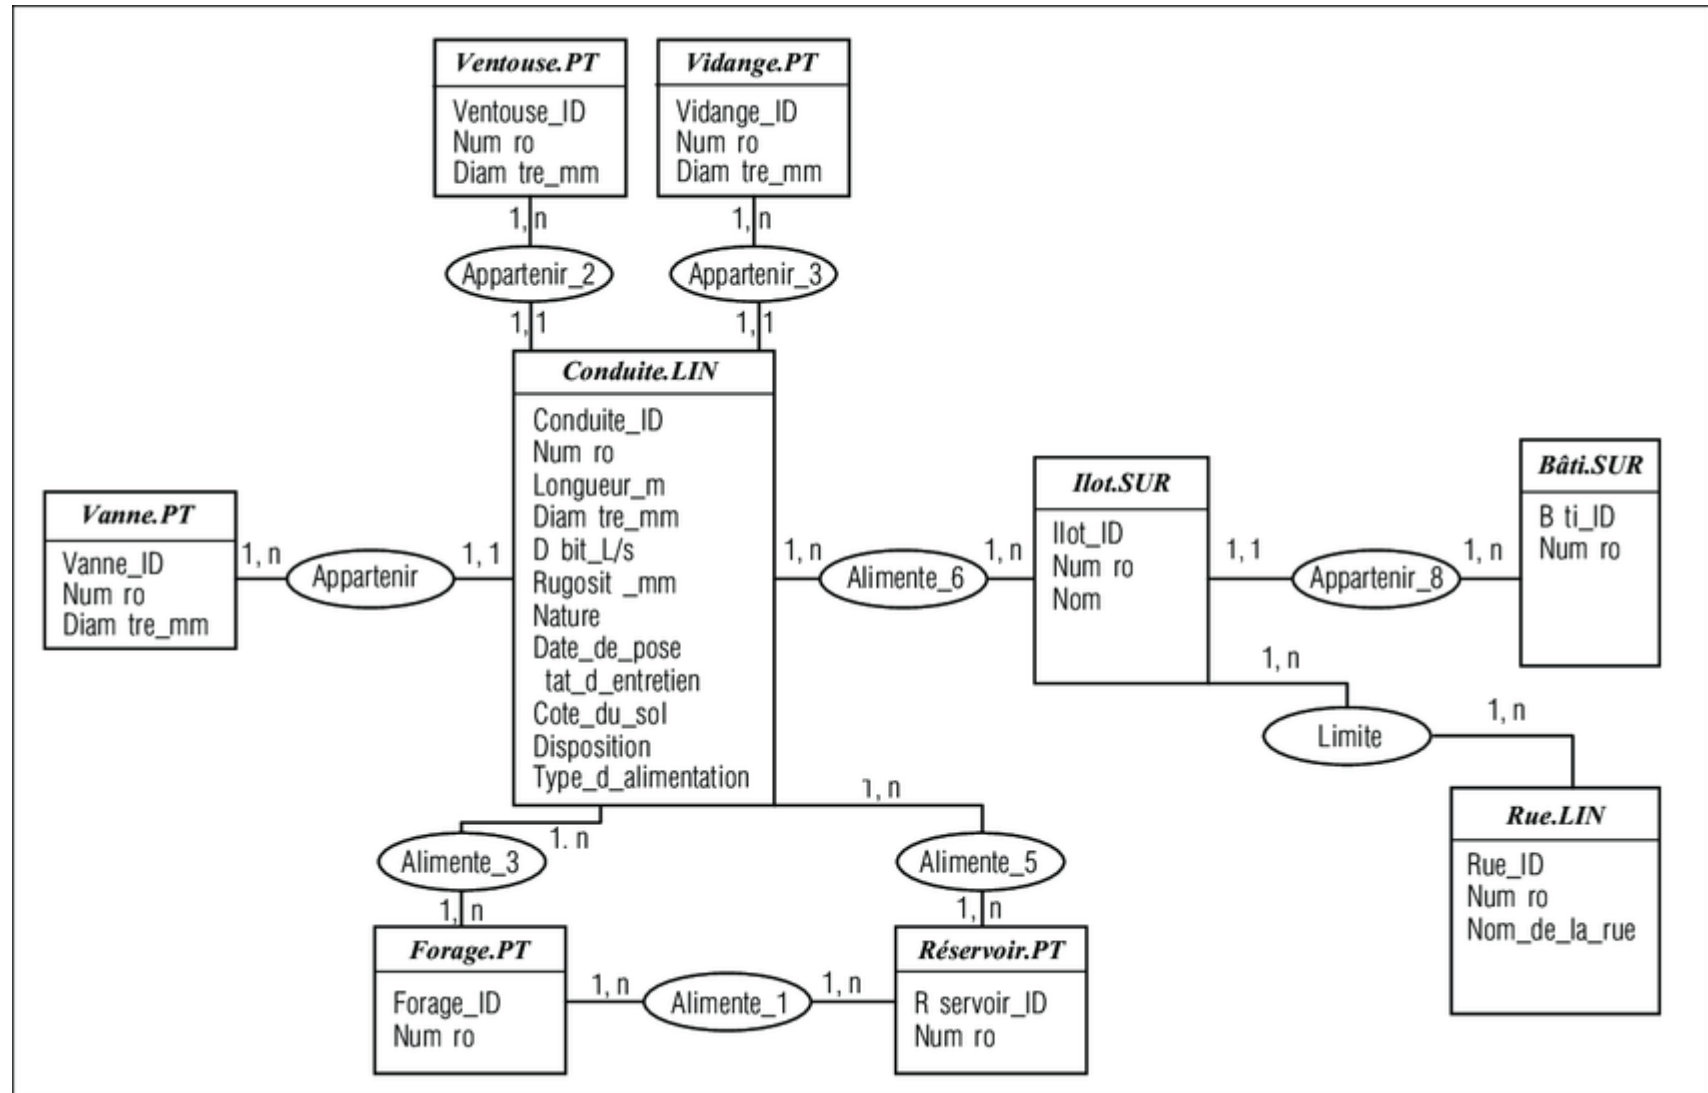 Ventouse.PT
Ventouse_ID
Num ro
Diam tre_mm
Vidange.PT
Vidange_ID
Num ro
Diam tre_mm
1, n
1, n
Appartenir_2
Appartenir_3
1, 1
1, 1
Conduite.LIN
Conduite_ID
Num ro
Longueur_m
Diam tre_mm
D bit_L/s
Rugosit _mm
Nature
Date_de_pose
tat_d_entretien
Cote_du_sol
Disposition
Type_d_alimentation
Vanne.PT
Vanne_ID
Num ro
Diam tre_mm
1, n
Appartenir
1, 1
1, n
Alimente_6
1, n
Ilot.SUR
Ilot_ID
Num ro
Nom
1, 1
Appartenir_8
1, n
Bâti.SUR
B ti_ID
Num ro
1, n
Limite
1, n
Rue.LIN
Rue_ID
Num ro
Nom_de_la_rue
1. n
Alimente_3
1, n
1, n
Alimente_5
1, n
Forage.PT
Forage_ID
Num ro
1, n
Alimente_1
1, n
Réservoir.PT
R servoir_ID
Num ro